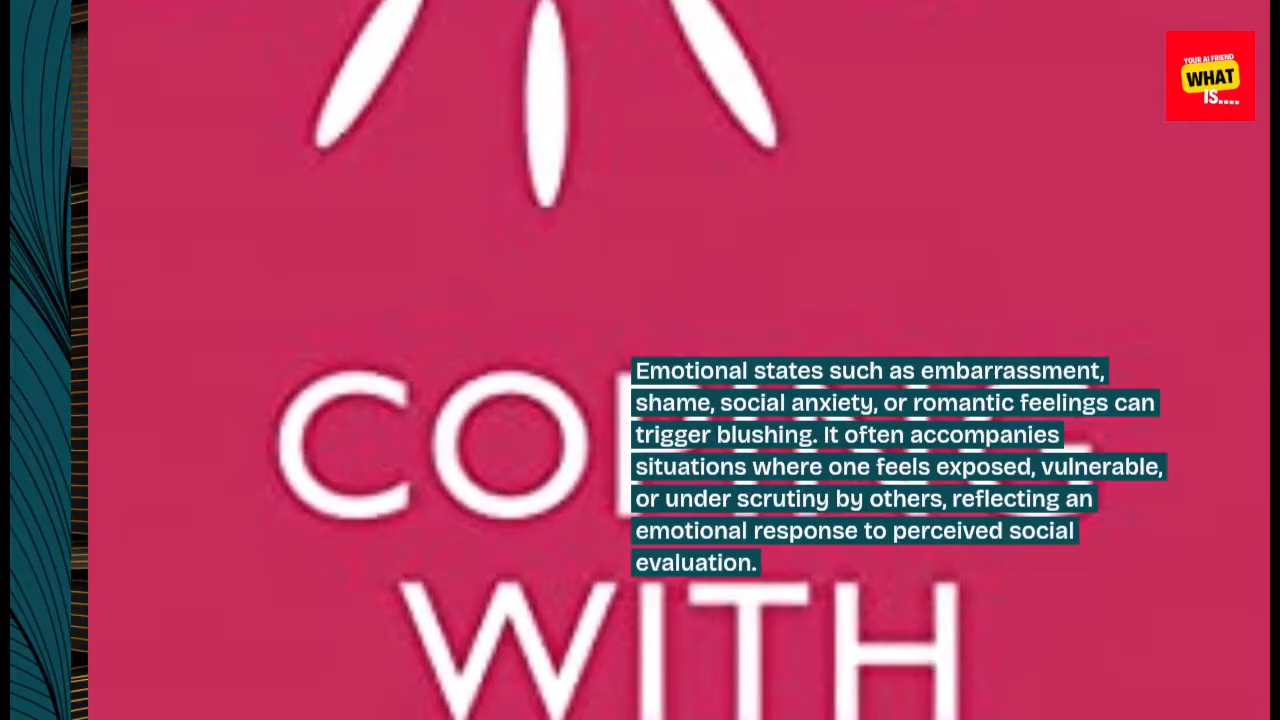 YOUR AI FRIEND
WHAT
IS....
Emotional states such as embarrassment,
shame, social anxiety, or romantic feelings can
trigger blushing. It often accompanies
situations where one feels exposed, vulnerable,
or under scrutiny by others, reflecting an
emotional response to perceived social
evaluation.
WITH